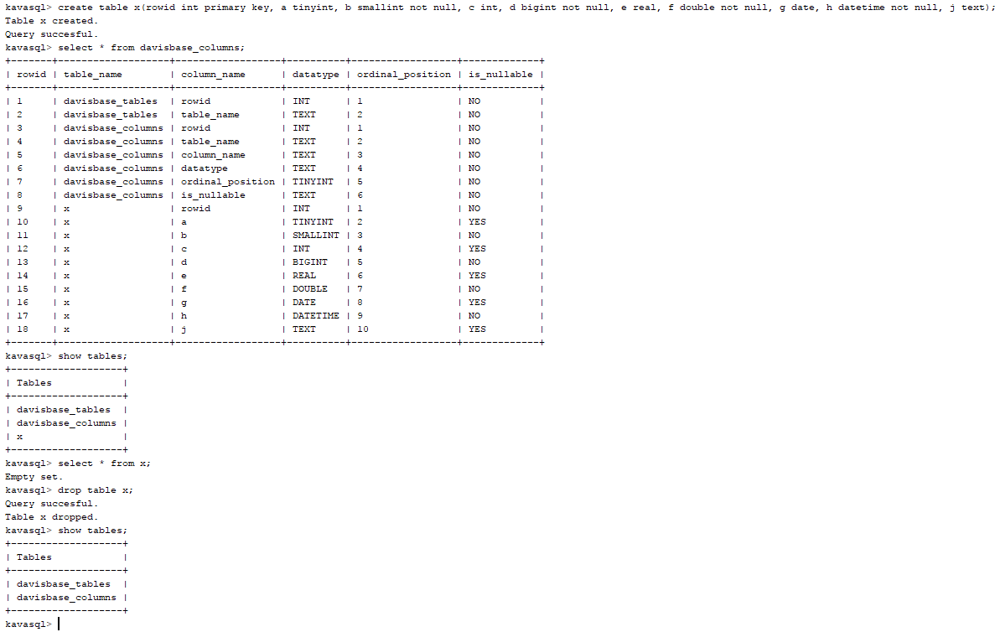 kavasql> create table x(rowid int primary key, a tinyint, b smallint not null, c int, d bigint not null, e real, f double not null, g date, h datetime not null, j text);
Table x created.
Query succesful.
kavasql> select * from davisbase_columns;
+-------+-------------------+------------------+----------+------------------+-------------+
| rowid | table_name        | column_name      | datatype | ordinal_position | is_nullable |
+-------+-------------------+------------------+----------+------------------+-------------+
| 1     | davisbase_tables  | rowid            | INT      | 1                | NO          |
| 2     | davisbase_tables  | table_name       | TEXT     | 2                | NO          |
| 3     | davisbase_columns | rowid            | INT      | 1                | NO          |
| 4     | davisbase_columns | table_name       | TEXT     | 2                | NO          |
| 5     | davisbase_columns | column_name      | TEXT     | 3                | NO          |
| 6     | davisbase_columns | datatype         | TEXT     | 4                | NO          |
| 7     | davisbase_columns | ordinal_position | TINYINT  | 5                | NO          |
| 8     | davisbase_columns | is_nullable      | TEXT     | 6                | NO          |
| 9     | x                 | rowid            | INT      | 1                | NO          |
| 10    | x                 | a                | TINYINT  | 2                | YES         |
| 11    | x                 | b                | SMALLINT | 3                | NO          |
| 12    | x                 | c                | INT      | 4                | YES         |
| 13    | x                 | d                | BIGINT   | 5                | NO          |
| 14    | x                 | e                | REAL     | 6                | YES         |
| 15    | x                 | f                | DOUBLE   | 7                | NO          |
| 16    | x                 | g                | DATE     | 8                | YES         |
| 17    | x                 | h                | DATETIME | 9                | NO          |
| 18    | x                 | j                | TEXT     | 10               | YES         |
+-------+-------------------+------------------+----------+------------------+-------------+
kavasql> show tables;
+-------------------+
| Tables            |
+-------------------+
| davisbase_tables  |
| davisbase_columns |
| x                 |
+-------------------+
kavasql> select * from x;
Empty set.
kavasql> drop table x;
Query succesful.
Table x dropped.
kavasql> show tables;
+-------------------+
| Tables            |
+-------------------+
| davisbase_tables  |
| davisbase_columns |
+-------------------+
kavasql>